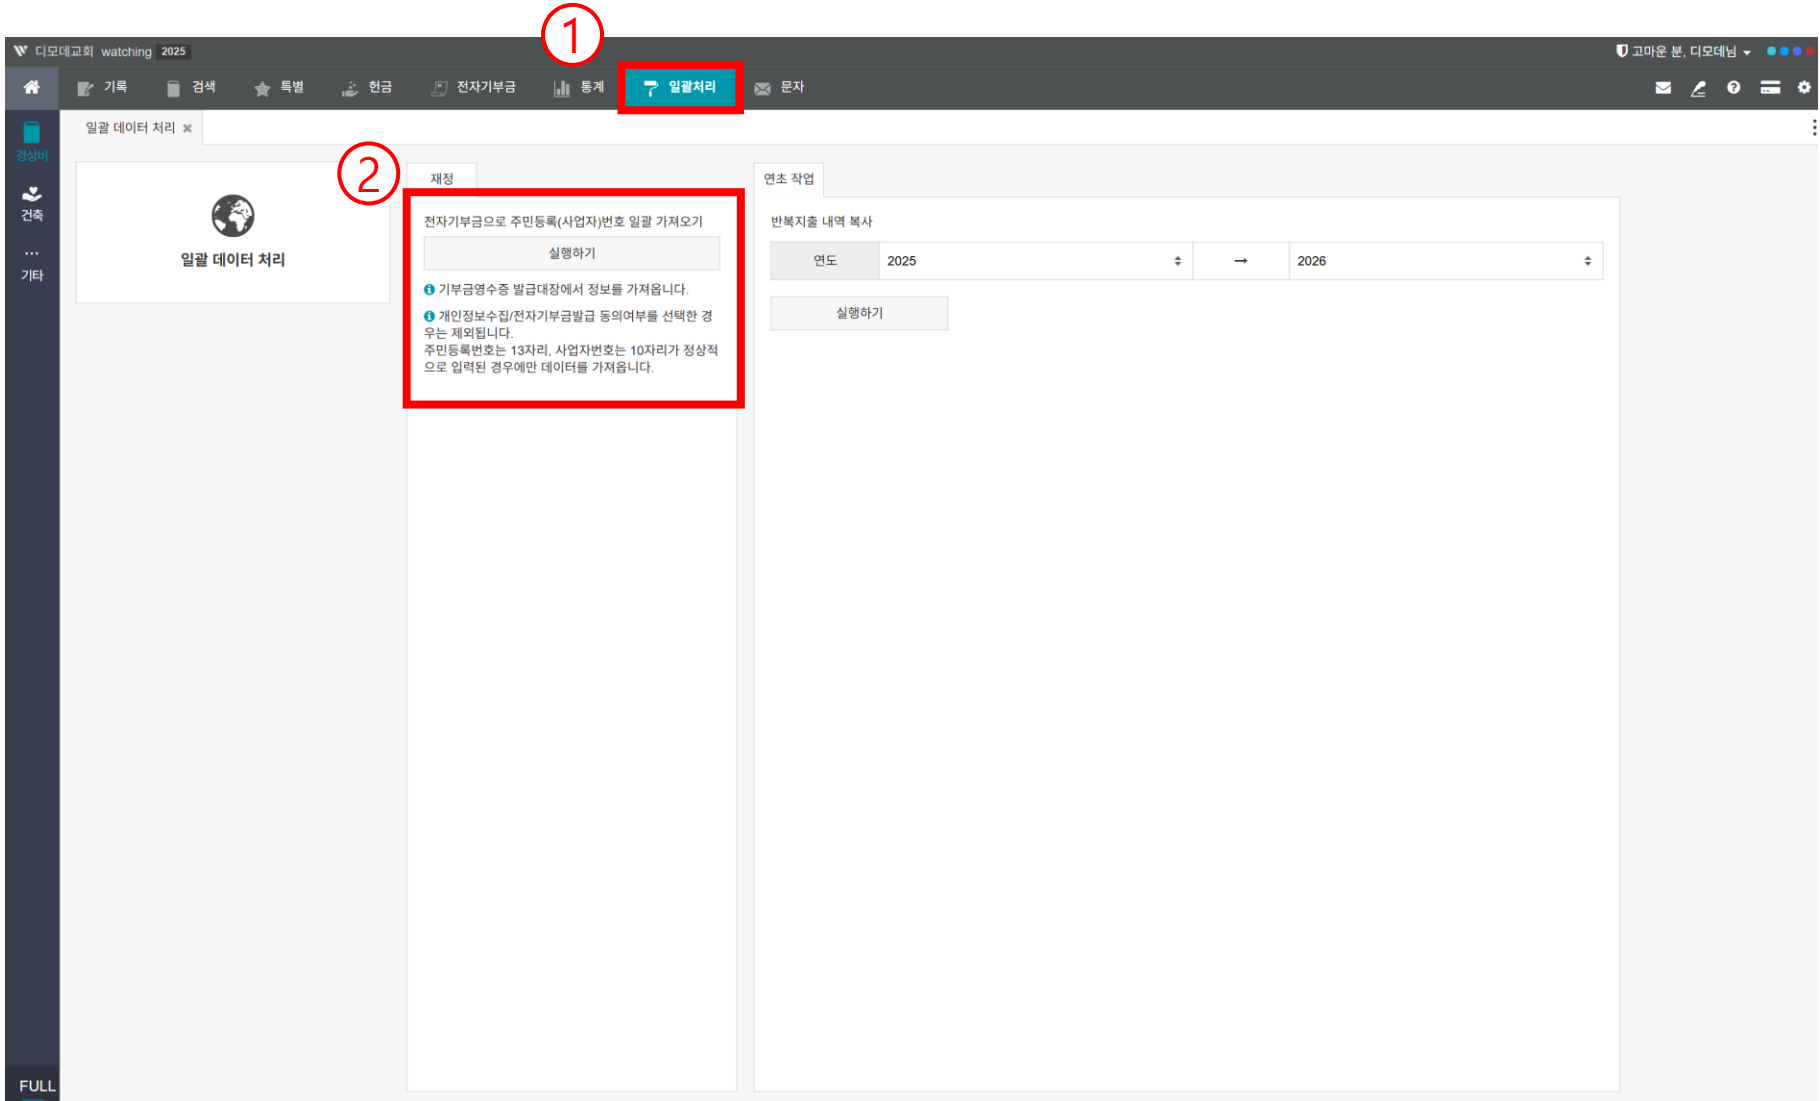 ①
디모데교회 watching 2025
고마운 분, 디모데님
기록
검색
특별
헌금
전자기부금
통계
일괄처리
문자
일괄 데이터 처리
경상비
건축
기타
일괄 데이터 처리
②
재정
전자기부금으로 주민등록(사업자)번호 일괄 가져오기
실행하기
기부금영수증 발급대장에서 정보를 가져옵니다.
개인정보수집/전자기부금발급 동의여부를 선택한 경
우는 제외됩니다.
주민등록번호는 13자리, 사업자번호는 10자리가 정상적
으로 입력된 경우에만 데이터를 가져옵니다.
연초 작업
반복지출 내역 복사
연도
2025
→
2026
실행하기
FULL